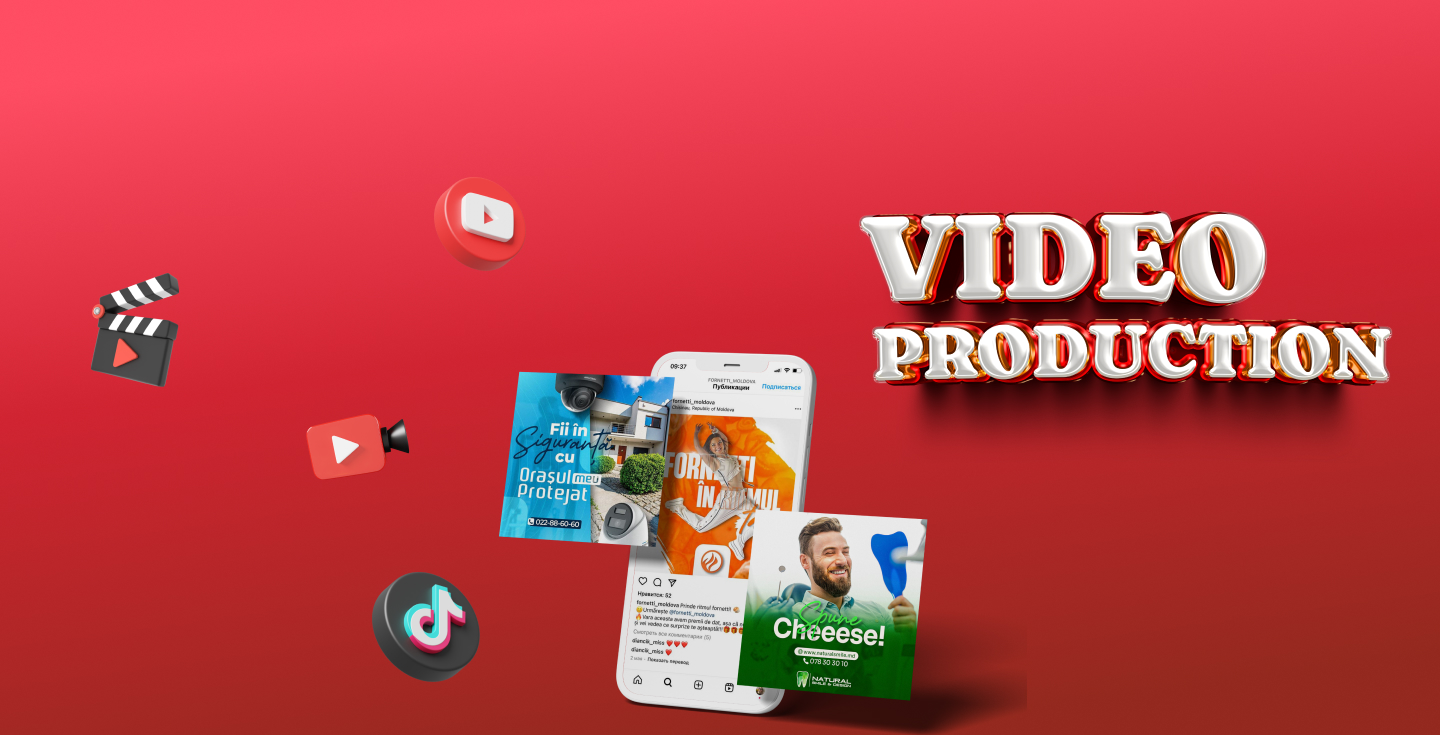 VIDEO
PRODUCTION
09:37
FORNETTI_MOLDOVA
Публикации
Подписаться
fornetti_moldova
Chisinau, Republic of Moldova
Fii în
Siguranță
cu
Orașul meu
Protejat
022-88-60-60
FORNETTI
ÎN RITMUL
Нравится: 52
fornetti_moldova Prinde ritmul fornetti!
Urmărește @fornetti_moldova
Vara aceasta avem premii de dat, așa că
și vei vedea ce surprize te așteaptă!!
Смотреть все комментарии (5)
diancik_miss ❤️❤️❤️
diancik_miss ❤️
2 мая · Показать перевод
Spune
Cheeese!
www.naturalsmile.md
078 30 30 10
NATURAL
SMILE & DESIGN